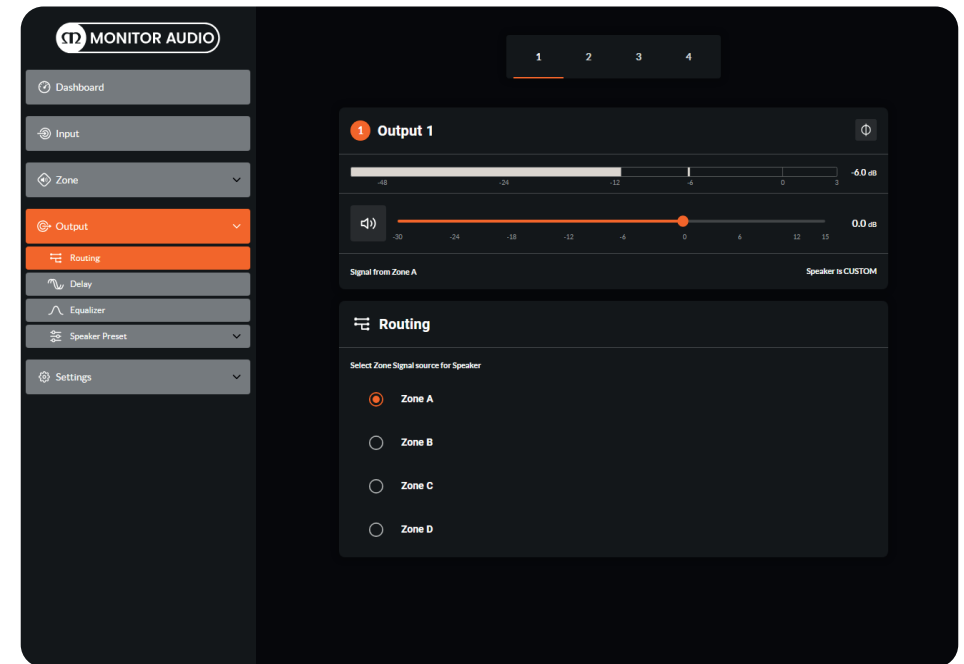 MONITOR AUDIO
Dashboard
Input
Zone
Output
Routing
Delay
Equalizer
Speaker Preset
Settings
1 2 3 4
1 Output 1
-6.0 dB
-48 -24 -12 -6 0 3
0.0 dB
-30 -24 -18 -12 -6 0 6 12 15
Signal from Zone A Speaker is CUSTOM
Routing
Select Zone Signal source for Speaker
Zone A
Zone B
Zone C
Zone D